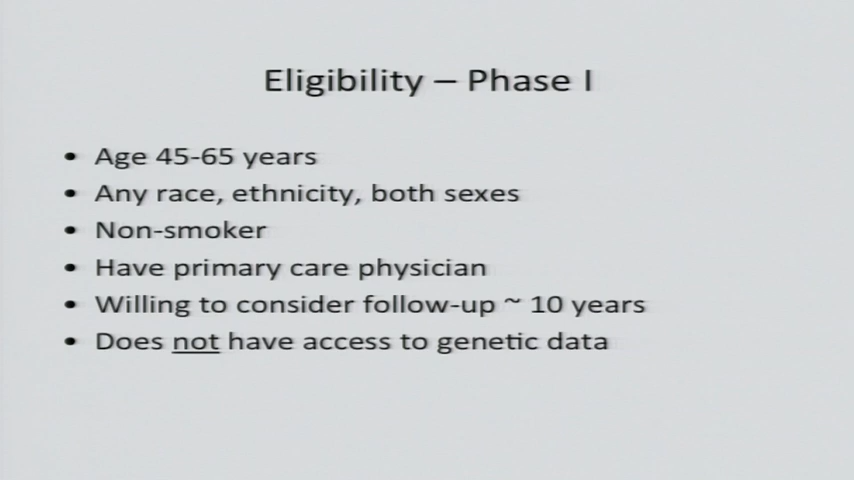 Eligibility – Phase I
• Age 45-65 years
• Any race, ethnicity, both sexes
• Non-smoker
• Have primary care physician
• Willing to consider follow-up ~ 10 years
• Does not have access to genetic data